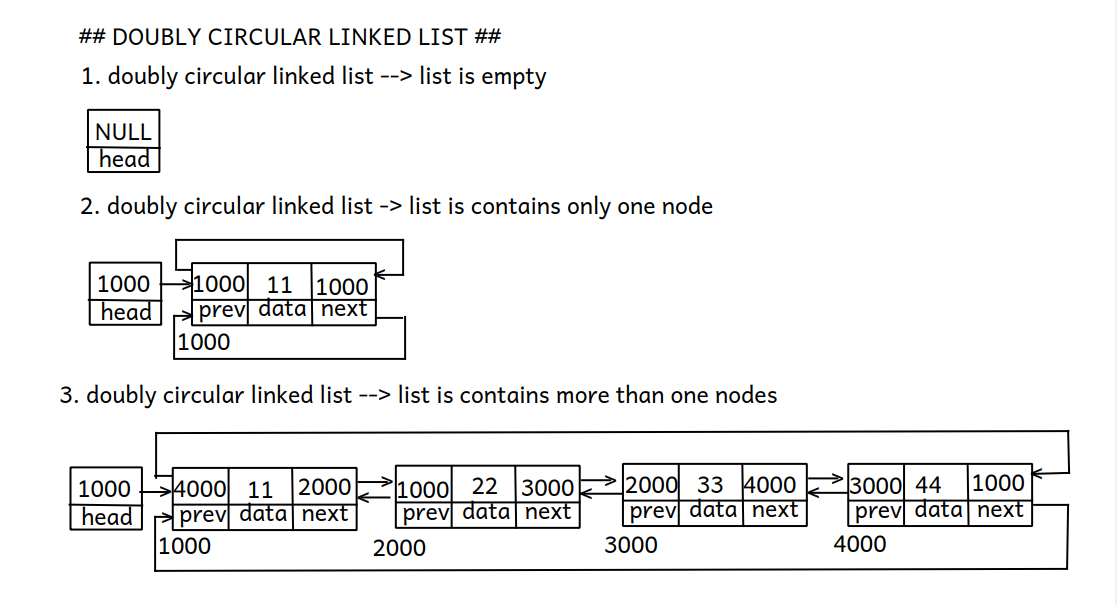 ## DOUBLY CIRCULAR LINKED LIST ##
1. doubly circular linked list --> list is empty
NULL
head
2. doubly circular linked list -> list is contains only one node
1000 1000 11 1000
head prev data next
1000
3. doubly circular linked list --> list is contains more than one nodes
1000 4000 11 2000 1000 22 3000 2000 33 4000 3000 44 1000
head prev data next prev data next prev data next prev data next
1000 2000 3000 4000